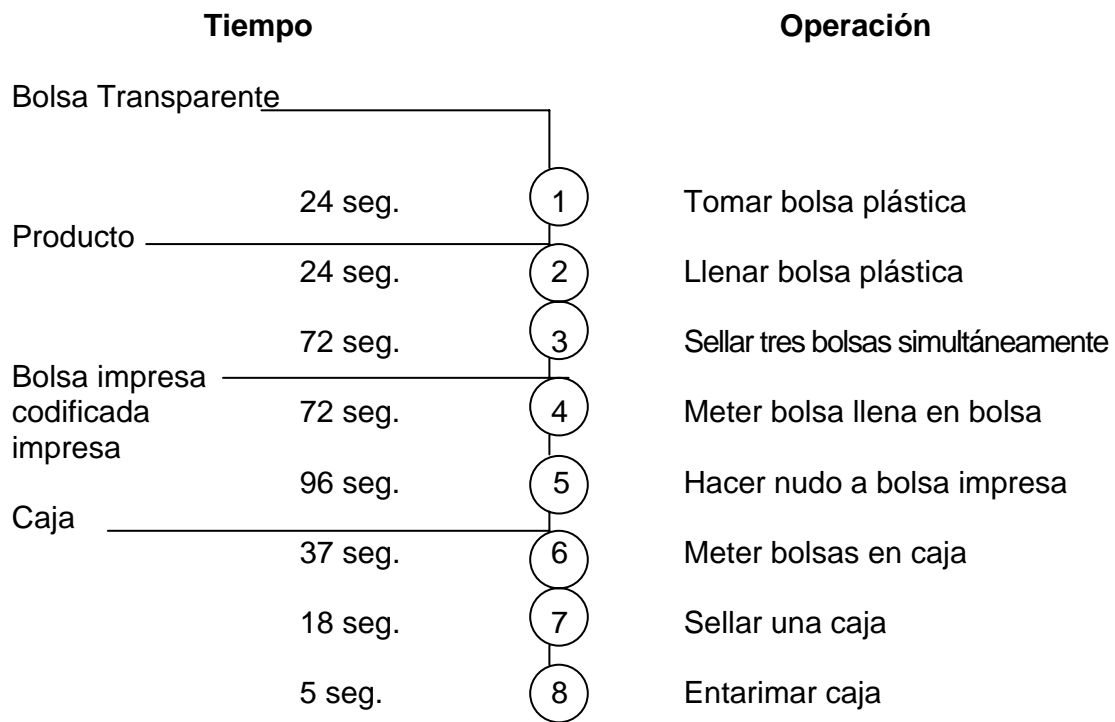 Tiempo Operación
Bolsa Transparente
24 seg. 1 Tomar bolsa plástica
Producto
24 seg. 2 Llenar bolsa plástica
72 seg. 3 Sellar tres bolsas simultáneamente
Bolsa impresa
codificada 72 seg. 4 Meter bolsa llena en bolsa
impresa
96 seg. 5 Hacer nudo a bolsa impresa
Caja
37 seg. 6 Meter bolsas en caja
18 seg. 7 Sellar una caja
5 seg. 8 Entarimar caja